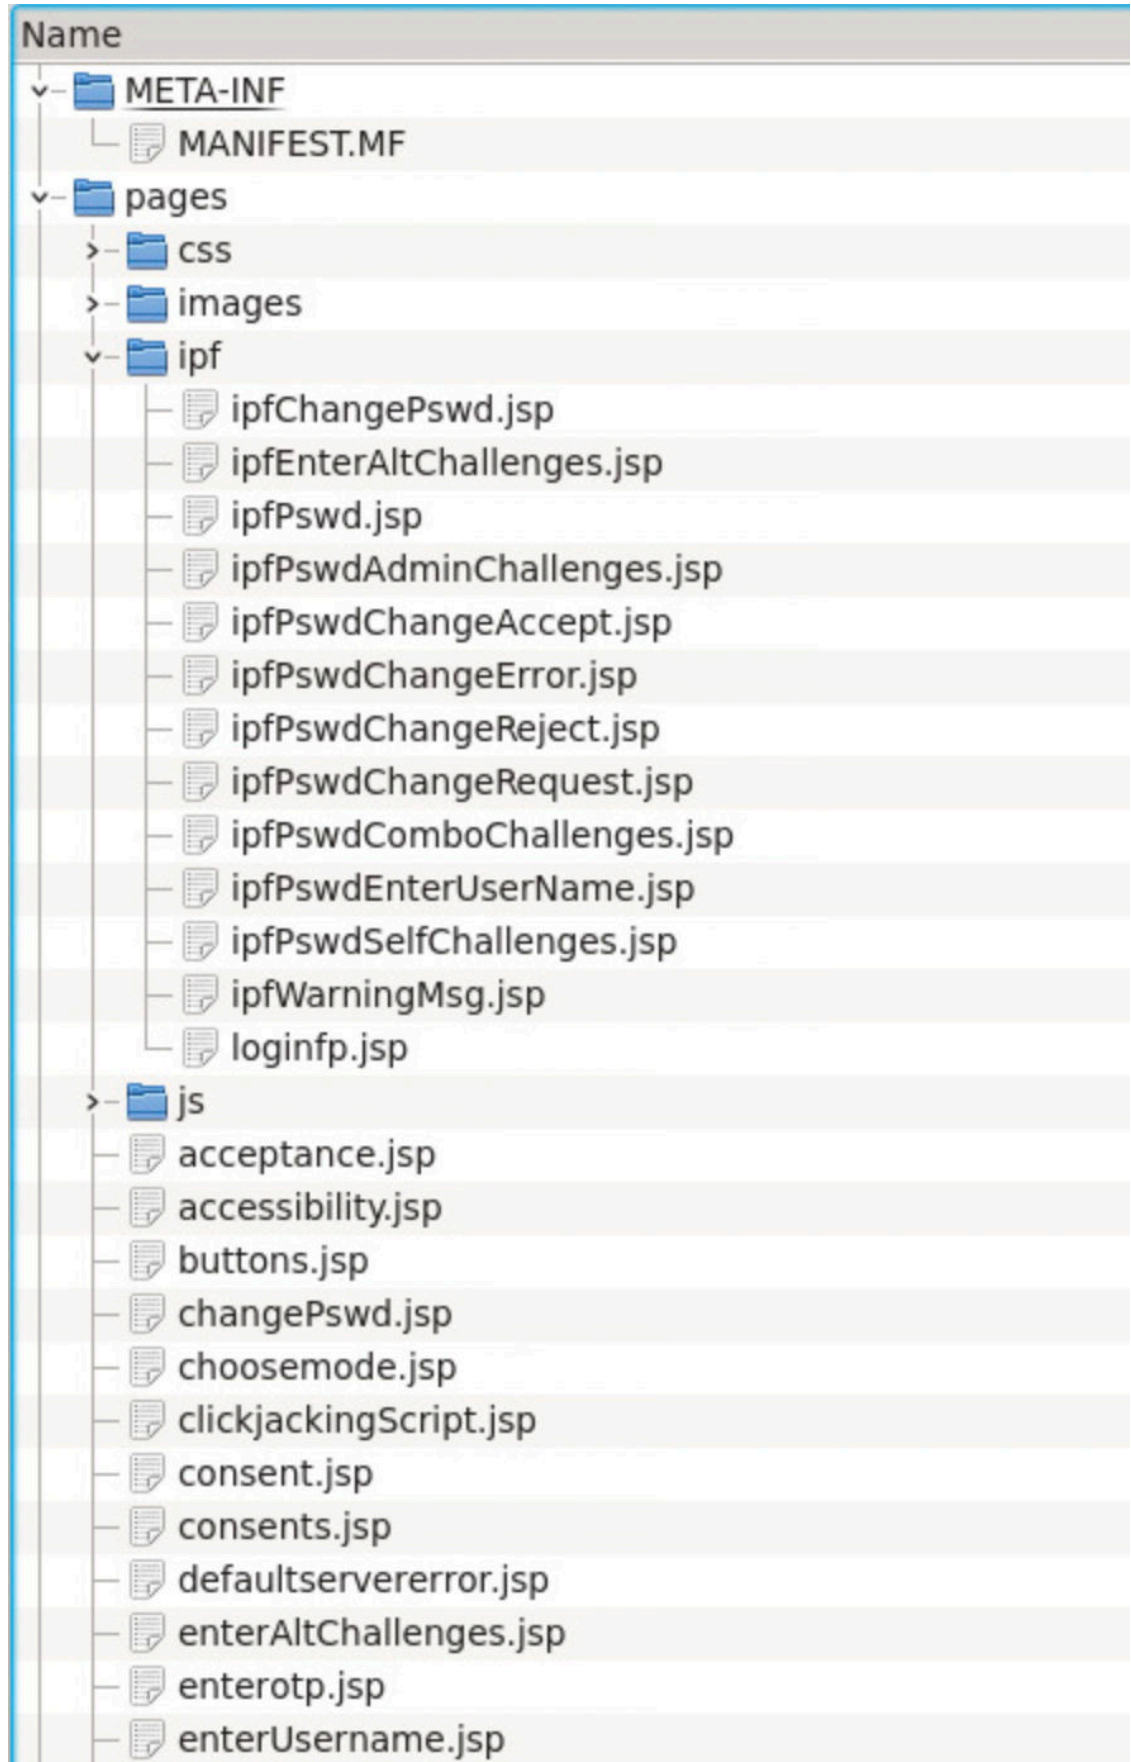 Name
META-INF
MANIFEST.MF
pages
css
images
ipf
ipfChangePswd.jsp
ipfEnterAltChallenges.jsp
ipfPswd.jsp
ipfPswdAdminChallenges.jsp
ipfPswdChangeAccept.jsp
ipfPswdChangeError.jsp
ipfPswdChangeReject.jsp
ipfPswdChangeRequest.jsp
ipfPswdComboChallenges.jsp
ipfPswdEnterUserName.jsp
ipfPswdSelfChallenges.jsp
ipfWarningMsg.jsp
loginfp.jsp
js
acceptance.jsp
accessibility.jsp
buttons.jsp
changePswd.jsp
choosemode.jsp
clickjackingScript.jsp
consent.jsp
consents.jsp
defaultservererror.jsp
enterAltChallenges.jsp
enterotp.jsp
enterUsername.jsp